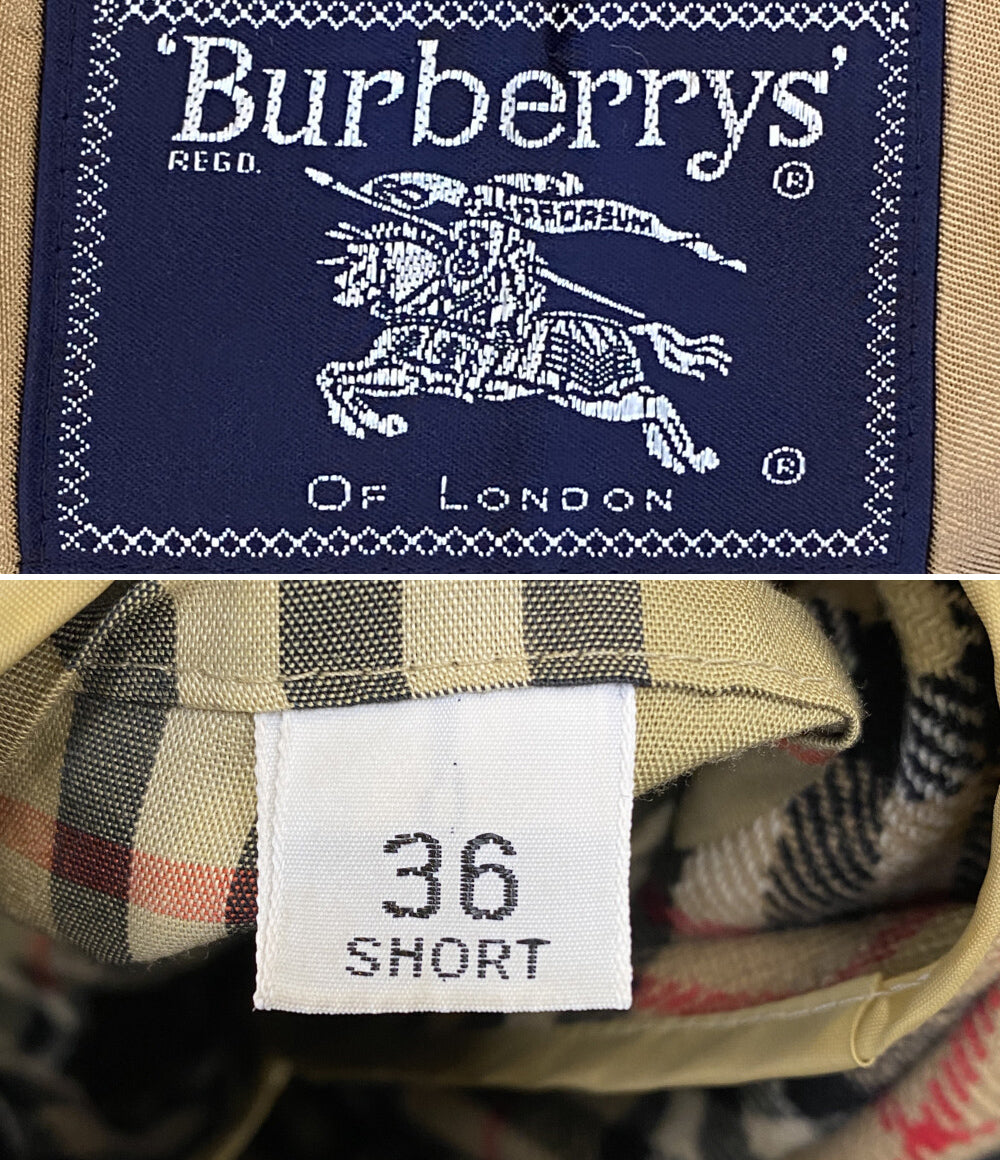 'Burberrys'
REGD.
®
®
OF LONDON
36
SHORT